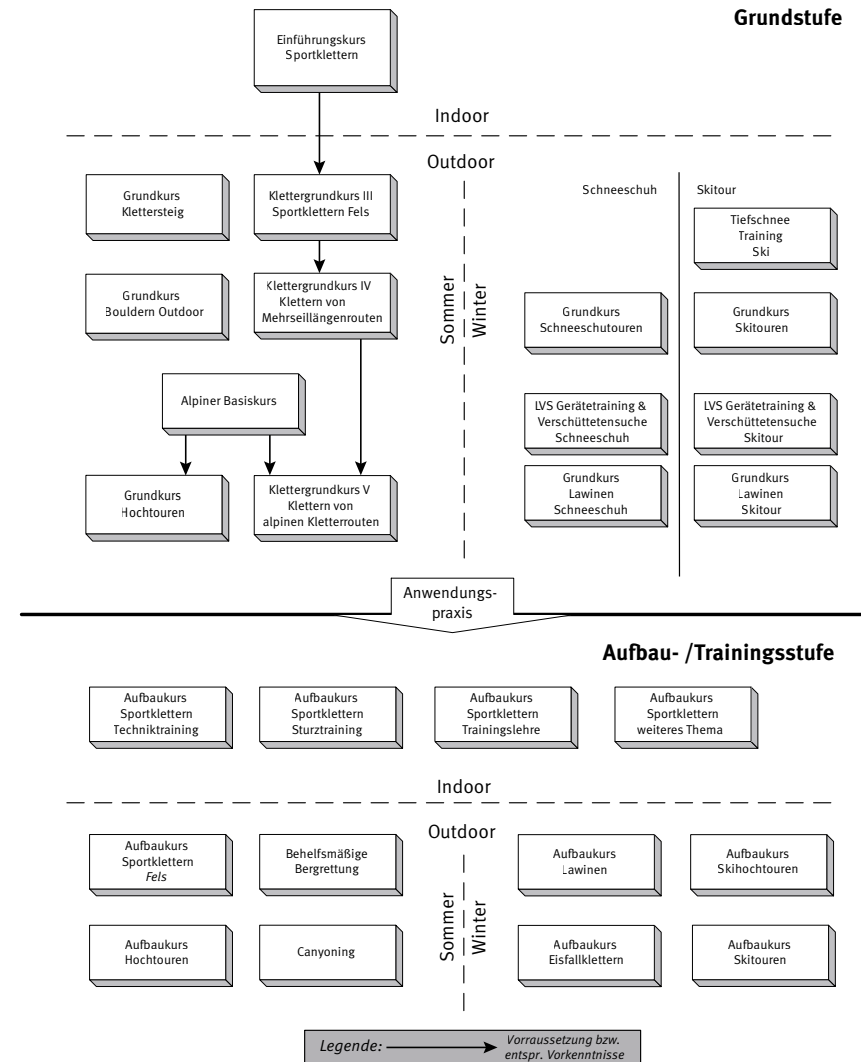 Grundstufe
Einführungskurs
Sportklettern
Indoor
Outdoor
Sommer
Winter
Schneeschuh
Skitour
Grundkurs
Klettersteig
Klettergrundkurs III
Sportklettern Fels
Tiefschnee
Training
Ski
Grundkurs
Bouldern Outdoor
Klettergrundkurs IV
Klettern von
Mehrseillängenrouten
Grundkurs
Schneeschutouren
Grundkurs
Skitouren
Alpiner Basiskurs
LVS Gerätetraining &
Verschüttetensuche
Schneeschuh
LVS Gerätetraining &
Verschüttetensuche
Skitour
Grundkurs
Hochtouren
Klettergrundkurs V
Klettern von
alpinen Kletterrouten
Grundkurs
Lawinen
Schneeschuh
Grundkurs
Lawinen
Skitour
Anwendungs-
praxis
Aufbau- /Trainingsstufe
Aufbaukurs
Sportklettern
Techniktraining
Aufbaukurs
Sportklettern
Sturztraining
Aufbaukurs
Sportklettern
Trainingslehre
Aufbaukurs
Sportklettern
weiteres Thema
Indoor
Outdoor
Sommer
Winter
Aufbaukurs
Sportklettern
Fels
Behelfsmäßige
Bergrettung
Aufbaukurs
Lawinen
Aufbaukurs
Skihochtouren
Aufbaukurs
Hochtouren
Canyoning
Aufbaukurs
Eisfallklettern
Aufbaukurs
Skitouren
Legende:
Vorraussetzung bzw.
entspr. Vorkenntnisse